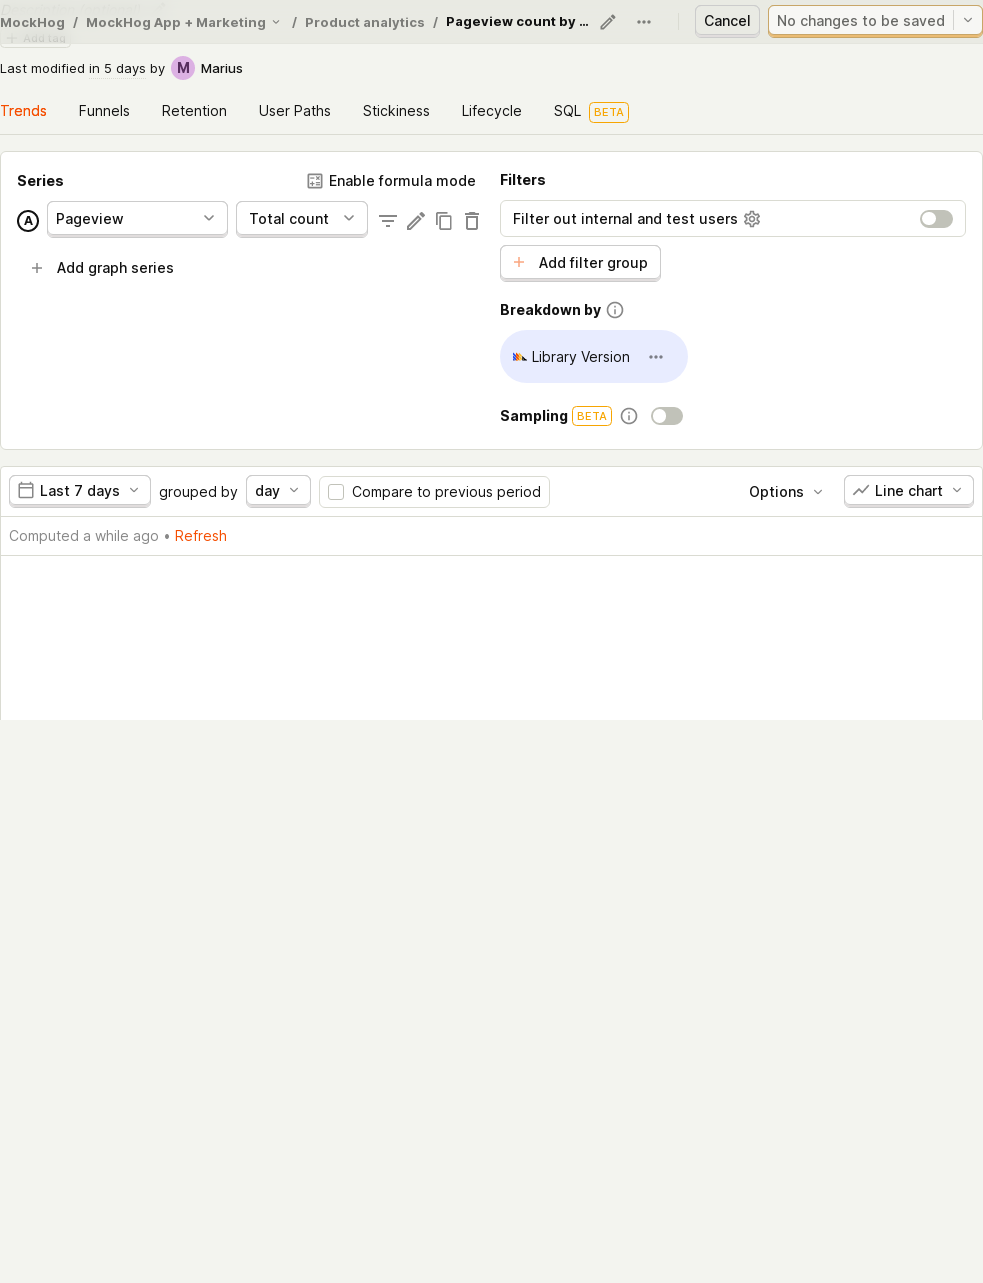 MockHog / MockHog App + Marketing / Product analytics / Pageview count by ...
Cancel
No changes to be saved
Add tag
Last modified in 5 days by M Marius
Trends Funnels Retention User Paths Stickiness Lifecycle SQL BETA
Series
Enable formula mode
A Pageview Total count
Add graph series
Filters
Filter out internal and test users
Add filter group
Breakdown by
Library Version
Sampling BETA
Last 7 days grouped by day Compare to previous period Options Line chart
Computed a while ago • Refresh